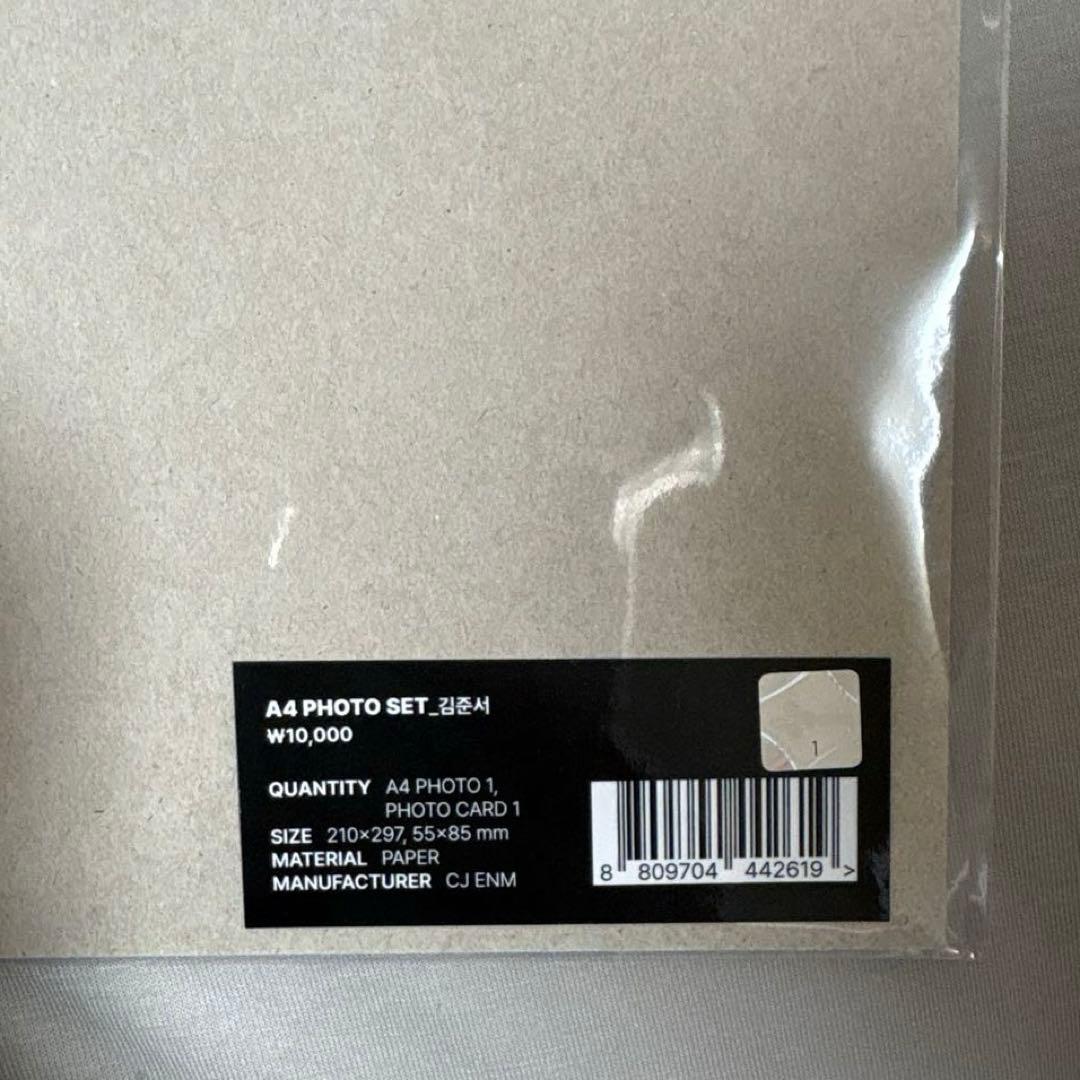 A4 PHOTO SET_김준서
₩10,000
QUANTITY A4 PHOTO 1,
PHOTO CARD 1
SIZE 210×297, 55×85 mm
MATERIAL PAPER
MANUFACTURER CJ ENM
1
8 809704 442619 >